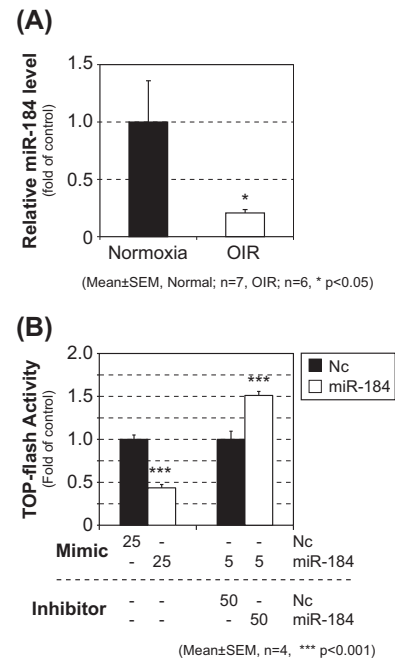 (A)
Relative miR-184 level
(fold of control)
1.5
1.0
0.5
0
*
Normoxia OIR
(Mean±SEM, Normal; n=7, OIR; n=6, * p<0.05)
(B)
TOP-flash Activity
(Fold of control)
2.0
1.5
1.0
0.5
0
***
***
Nc
miR-184
Mimic
25 - - - Nc
- 25 5 5 miR-184
Inhibitor
- - 50 - Nc
- - - 50 miR-184
(Mean±SEM, n=4, *** p<0.001)